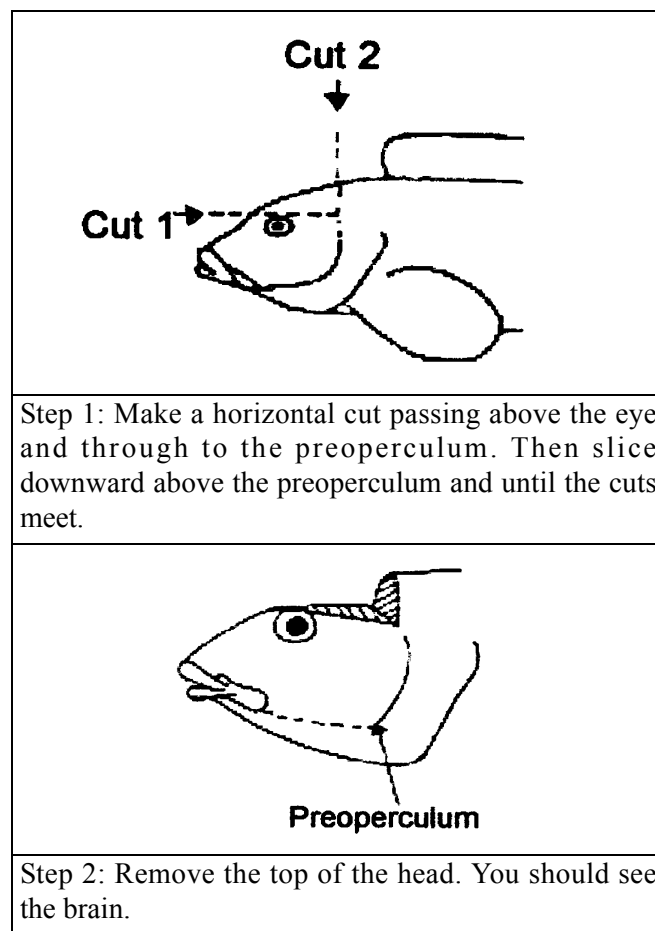 Cut 2
Cut 1
Step 1: Make a horizontal cut passing above the eye
and through to the preoperculum. Then slice
downward above the preoperculum and until the cuts
meet.
Preoperculum
Step 2: Remove the top of the head. You should see
the brain.